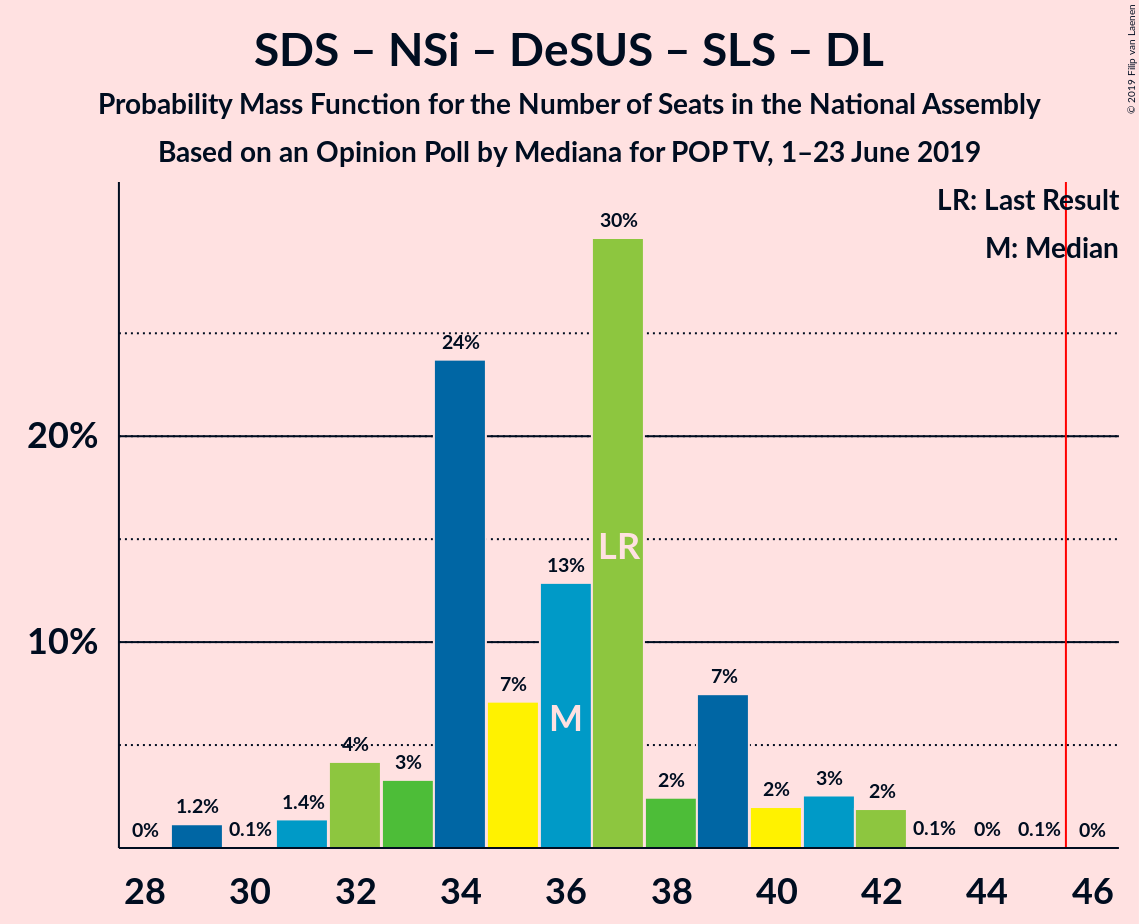 SDS – NSi – DeSUS – SLS – DL
Probability Mass Function for the Number of Seats in the National Assembly
Based on an Opinion Poll by Mediana for POP TV, 1–23 June 2019
© 2019 Filip van Laenen
LR: Last Result
M: Median
30%
24%
20%
13%
LR
10%
7%
7%
M
4%
3%
2%
2%
3%
2%
1.2%
1.4%
0%
0.1%
0.1%
0%
0.1%
0%
28 30 32 34 36 38 40 42 44 46